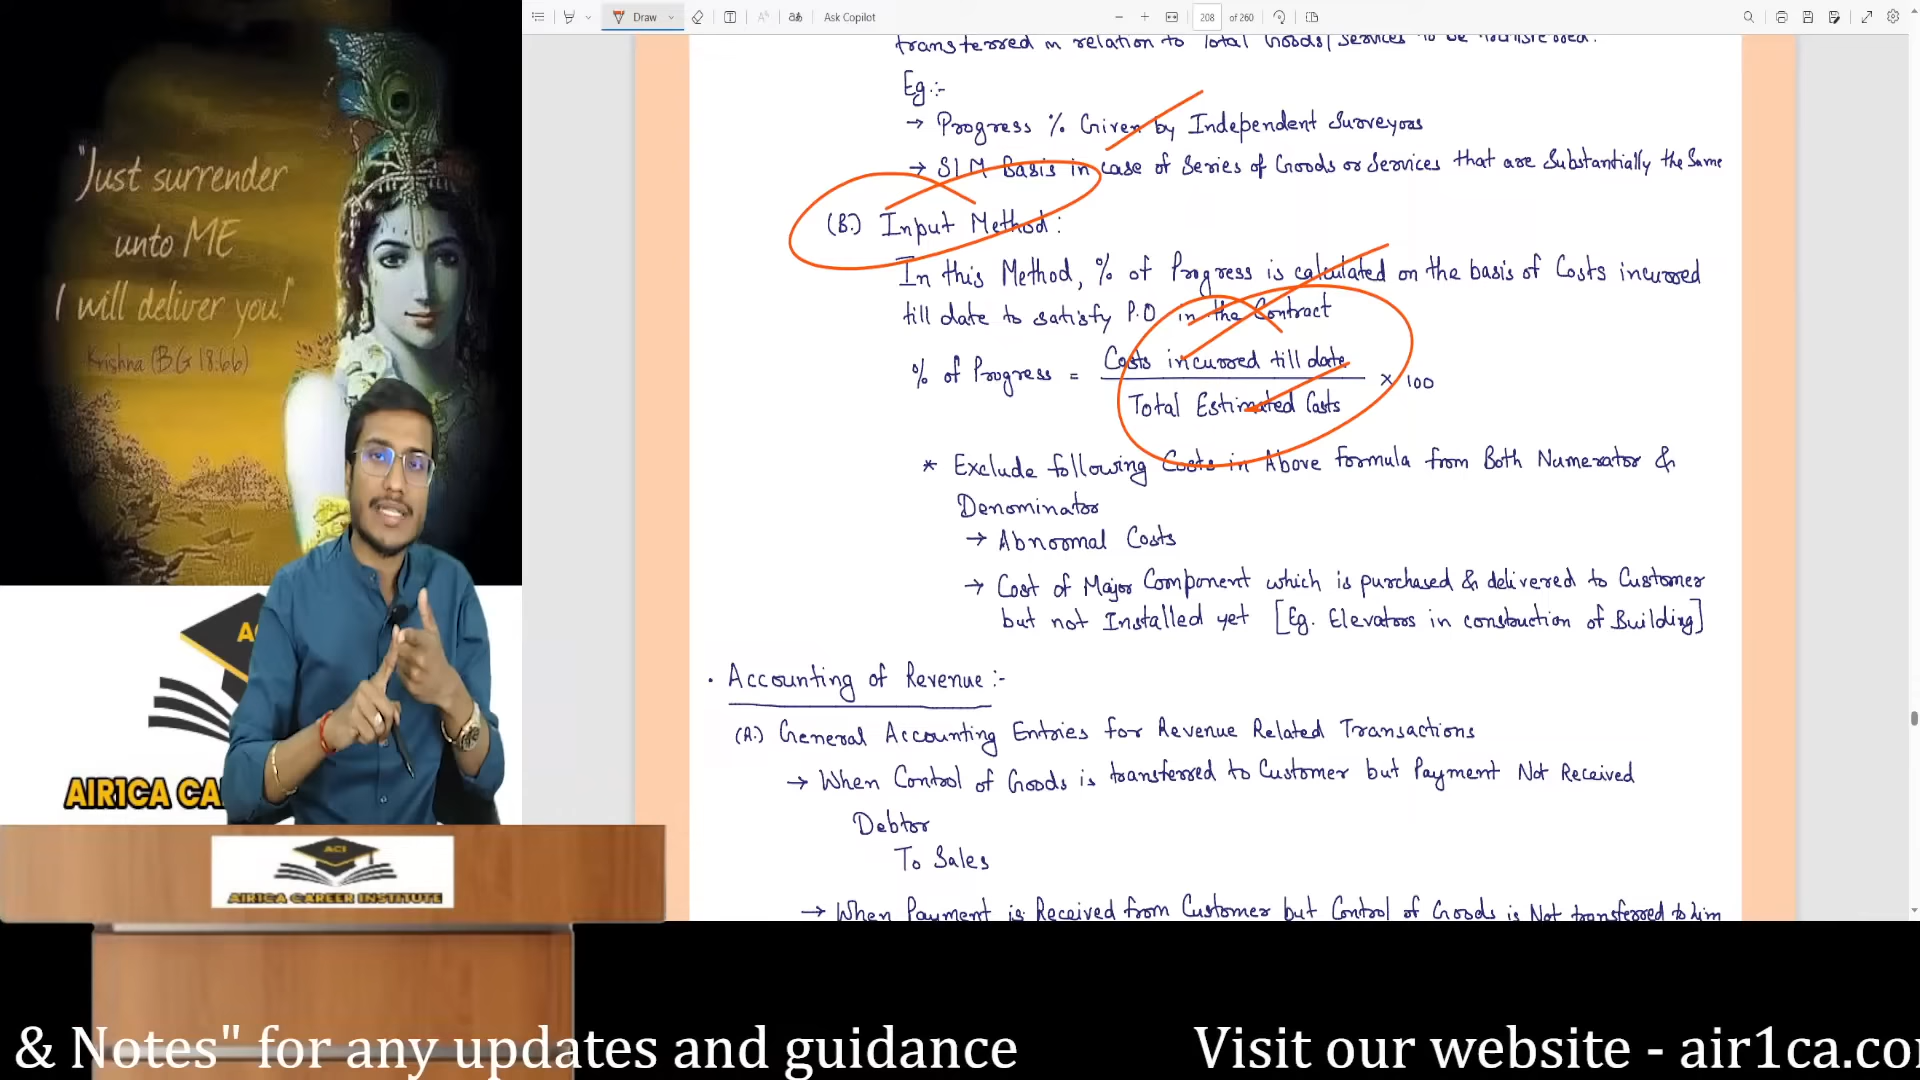 Draw
Ask Copilot
208 of 260
transferred in relation to Total Goods/Services to be
Eg:-
→ Progress % Given by Independent Surveyors
→ SLM Basis in case of Series of Goods or Services that are Substantially the Same
(B.) Input Method:
In this Method, % of Progress is calculated on the basis of Costs incurred
till date to satisfy P.O in the Contract
% of Progress = Costs incurred till date
Total Estimated Costs
× 100
* Exclude following Costs in Above formula from Both Numerator &
Denominator
→ Abnormal Costs
→ Cost of Major Component which is purchased & delivered to Customer
but not Installed yet [Eg. Elevators in construction of Building]
• Accounting of Revenue :-
(A.) General Accounting Entries for Revenue Related Transactions
→ When Control of Goods is transferred to Customer but Payment Not Received
Debtor
To Sales
→ When Payment is Received from Customer but Control of Goods is Not transferred to him
"Just surrender
unto ME
I will deliver you!"
Krishna (B.G 18.66)
AIR1CA CA
ACI
AIR1CA CAREER INSTITUTE
& Notes" for any updates and guidance
Visit our website - air1ca.co